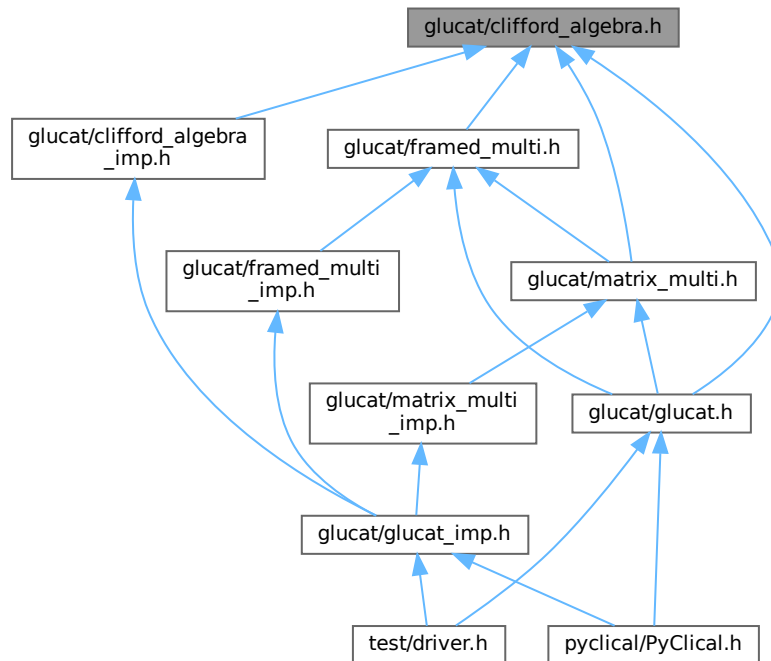 glucat/clifford_algebra.h
glucat/clifford_algebra
_imp.h
glucat/framed_multi.h
glucat/framed_multi
_imp.h
glucat/matrix_multi.h
glucat/matrix_multi
_imp.h
glucat/glucat.h
glucat/glucat_imp.h
test/driver.h
pyclical/PyClical.h